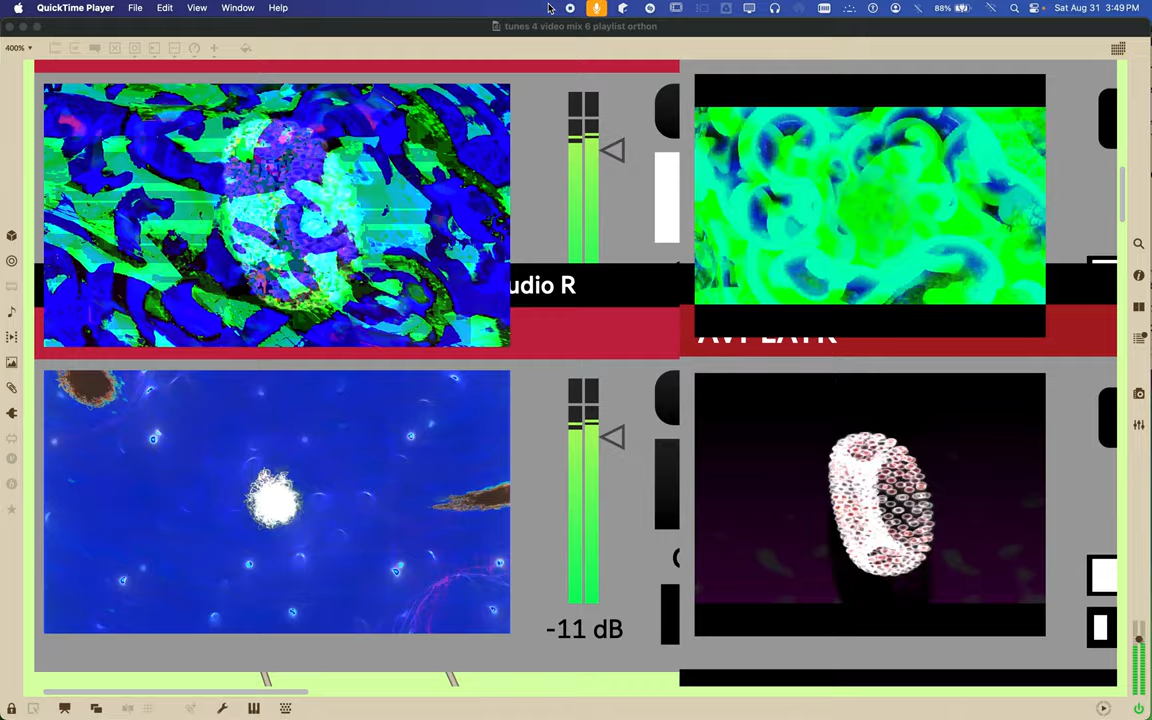 QuickTime Player File Edit View Window Help
88% Sat Aug 31 3:49 PM
tunes 4 video mix 6 playlist orthon
400%
udio R
-11 dB